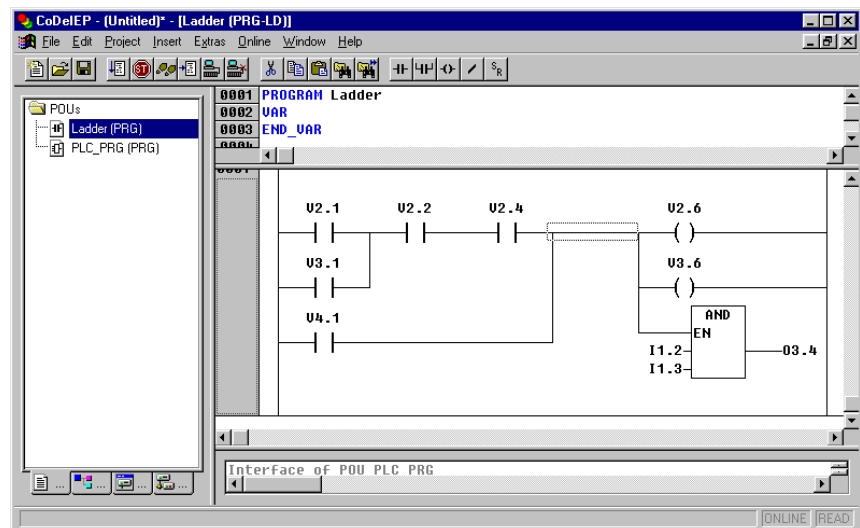 CoDeIEP - (Untitled)* - [Ladder (PRG-LD)]
File Edit Project Insert Extras Online Window Help
POUs
Ladder (PRG)
PLC_PRG (PRG)
0001 PROGRAM Ladder
0002 VAR
0003 END_VAR
0004
0001
V2.1 V2.2 V2.4 V2.6
V3.1 V3.6
V4.1 AND
EN
I1.2 O3.4
I1.3
Interface of POU PLC PRG
... ... ... ...
ONLINE READ